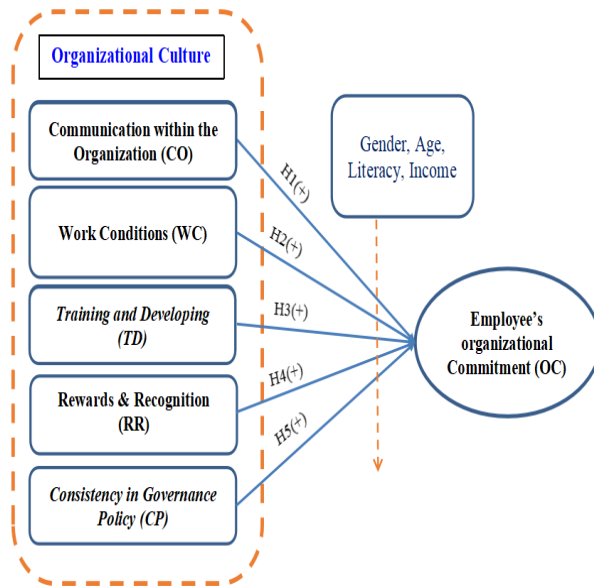 Organizational Culture
Communication within the
Organization (CO)
Work Conditions (WC)
Training and Developing
(TD)
Rewards & Recognition
(RR)
Consistency in Governance
Policy (CP)
H1(+)
H2(+)
H3(+)
H4(+)
H5(+)
Gender, Age,
Literacy, Income
Employee's
organizational
Commitment (OC)